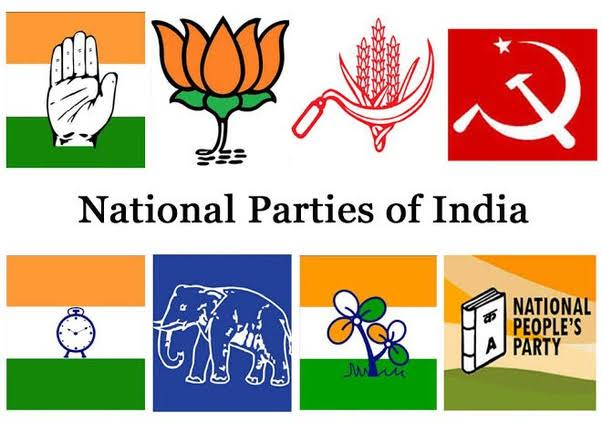 National Parties of India
क
A
NATIONAL
PEOPLE'S
PARTY